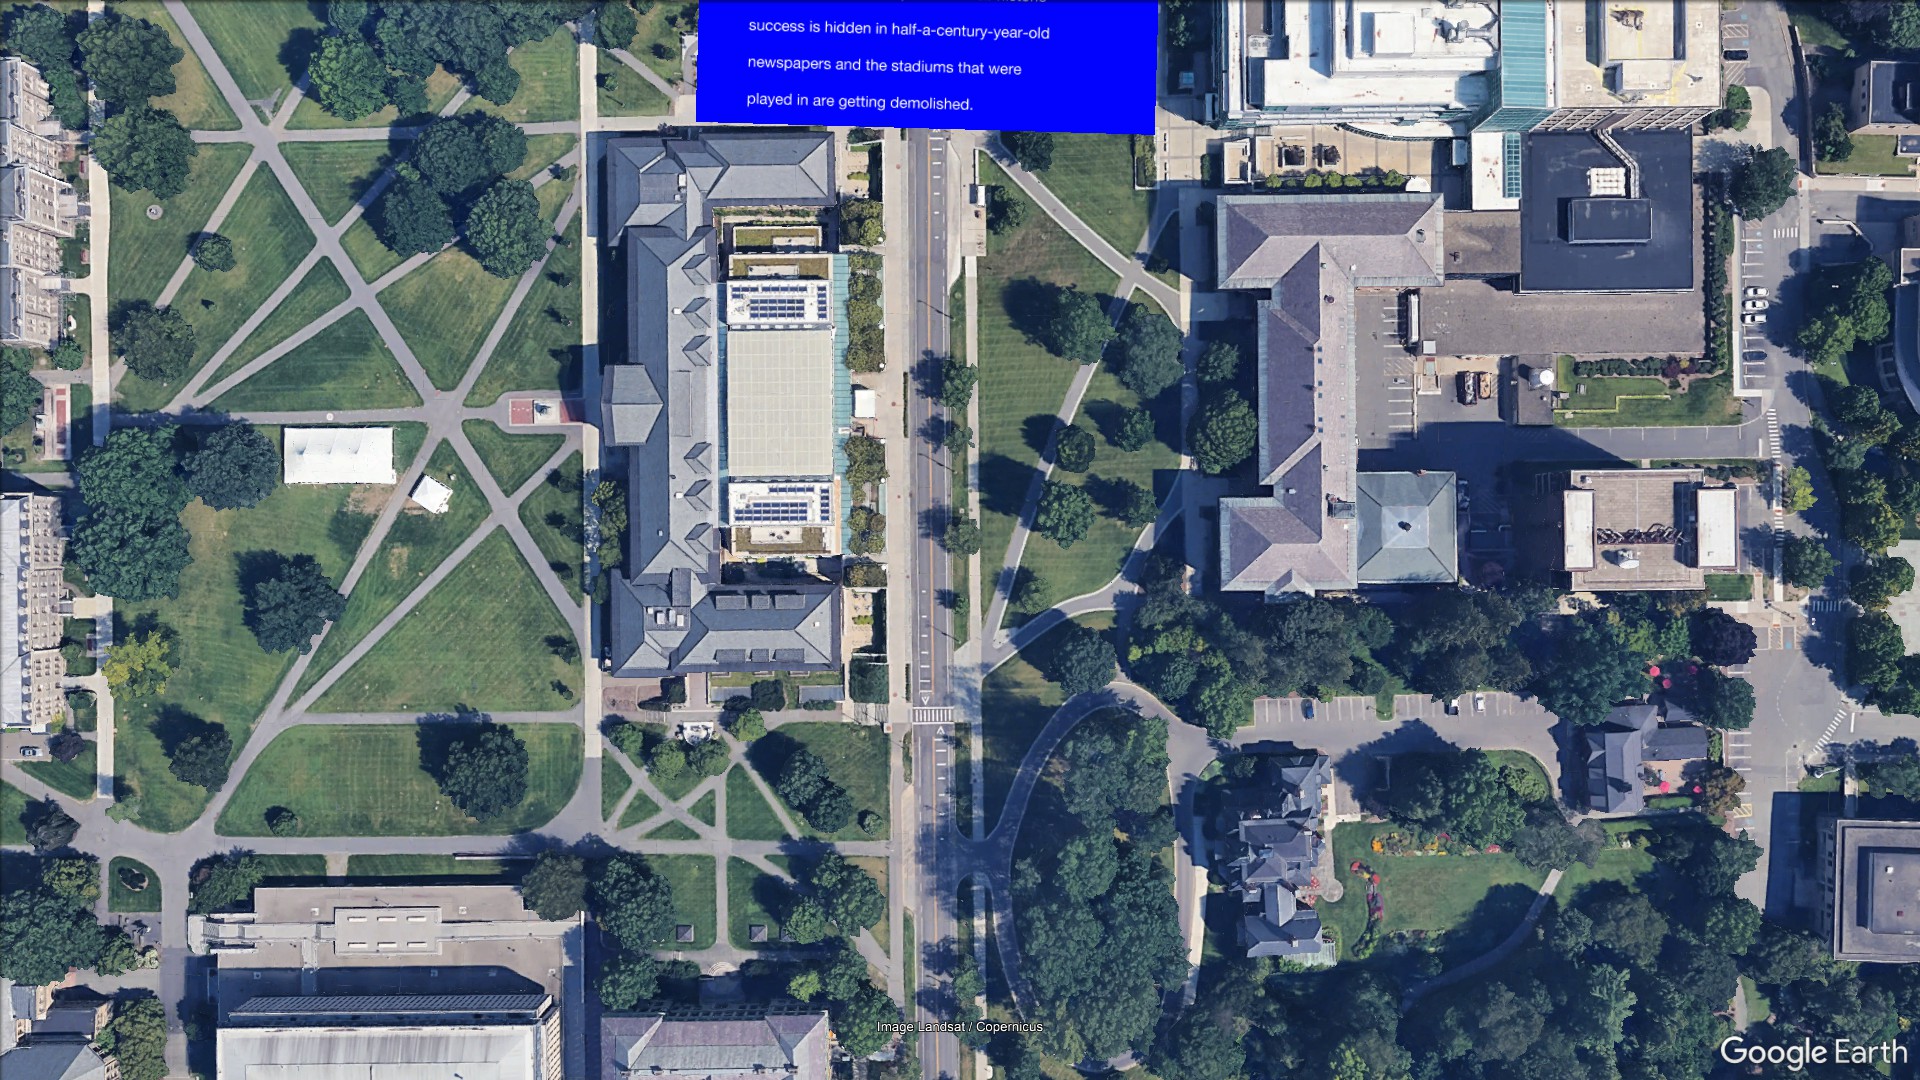 success is hidden in half-a-century-year-old
newspapers and the stadiums that were
played in are getting demolished.
Image Landsat / Copernicus
Google Earth